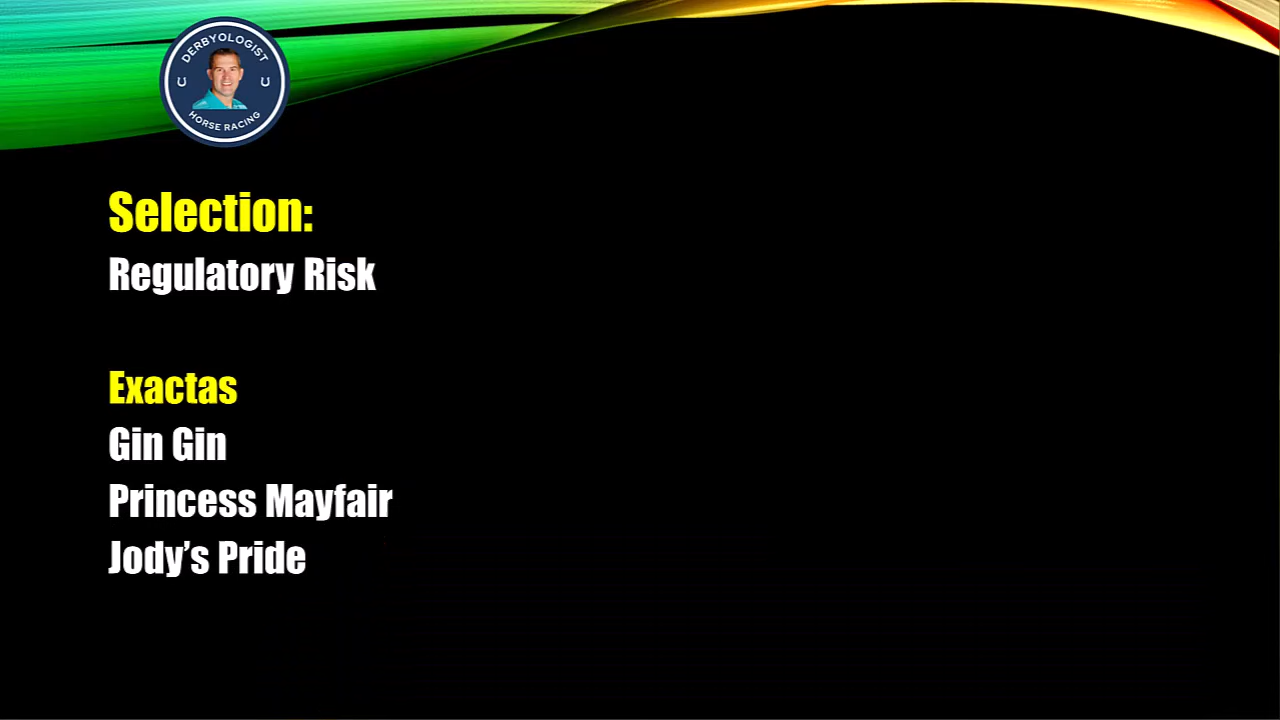 DERBYOLOGIST
HORSE RACING
Selection:
Regulatory Risk
Exactas
Gin Gin
Princess Mayfair
Jody’s Pride